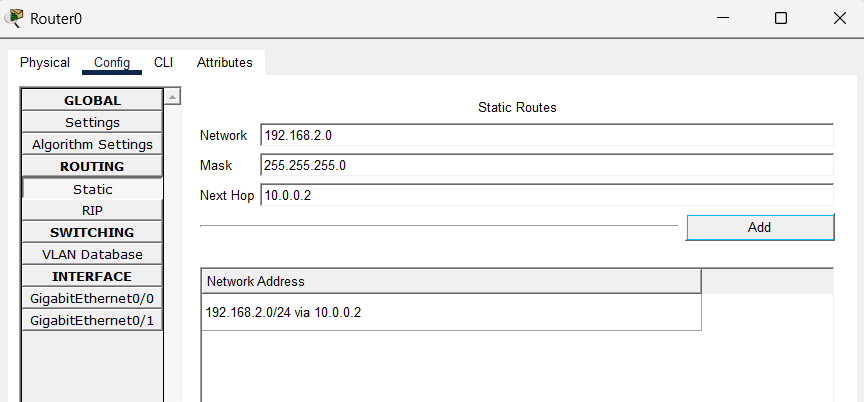 Router0
Physical Config CLI Attributes
GLOBAL
Settings
Algorithm Settings
ROUTING
Static
RIP
SWITCHING
VLAN Database
INTERFACE
GigabitEthernet0/0
GigabitEthernet0/1
Static Routes
Network 192.168.2.0
Mask 255.255.255.0
Next Hop 10.0.0.2
Add
Network Address
192.168.2.0/24 via 10.0.0.2